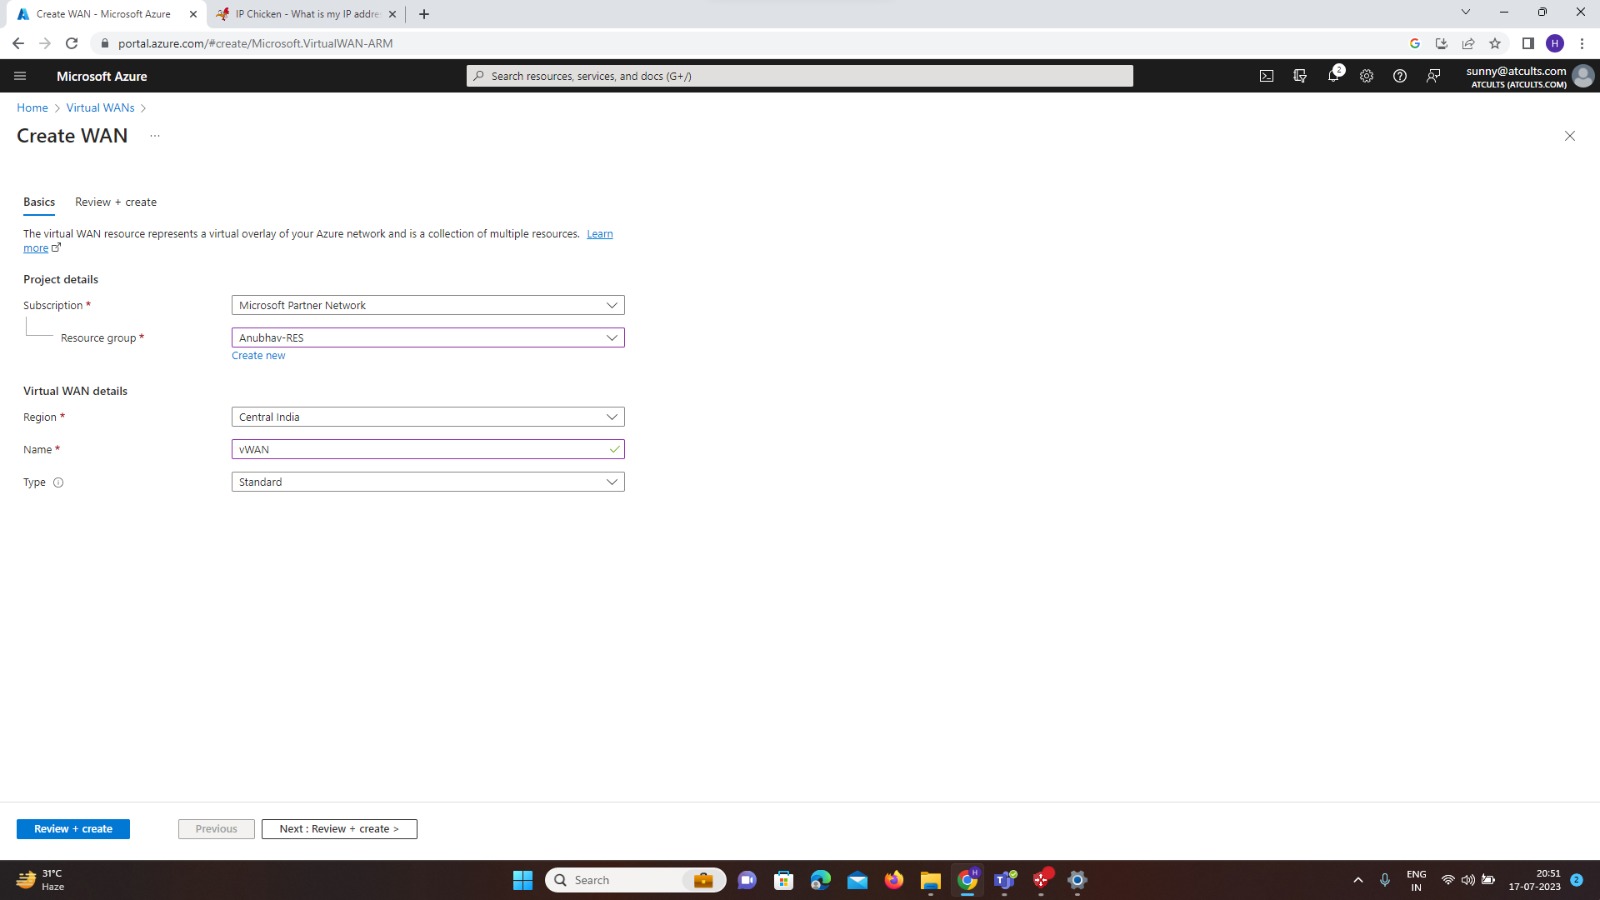 Create WAN - Microsoft Azure
IP Chicken - What is my IP addre
portal.azure.com/#create/Microsoft.VirtualWAN-ARM
H
Microsoft Azure
Search resources, services, and docs (G+/)
2
sunny@atcults.com
ATCULTS (ATCULTS.COM)
Home > Virtual WANs >
Create WAN ...
Basics
Review + create
The virtual WAN resource represents a virtual overlay of your Azure network and is a collection of multiple resources. Learn
more
Project details
Subscription *
Microsoft Partner Network
Resource group *
Anubhav-RES
Create new
Virtual WAN details
Region *
Central India
Name *
vWAN
Type
Standard
Review + create
Previous
Next : Review + create >
31°C
Haze
Search
ENG
IN
20:51
17-07-2023
2